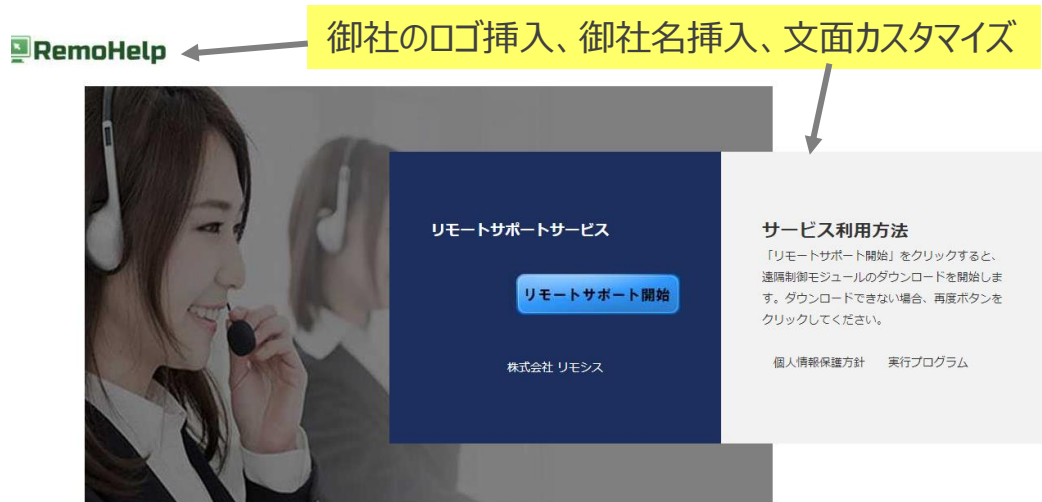 御社のロゴ挿入、御社名挿入、文面カスタマイズ
RemoHelp
リモートサポートサービス
リモートサポート開始
株式会社 リモシス
サービス利用方法
「リモートサポート開始」をクリックすると、
遠隔制御モジュールのダウンロードを開始しま
す。ダウンロードできない場合、再度ボタンを
クリックしてください。
個人情報保護方針 実行プログラム